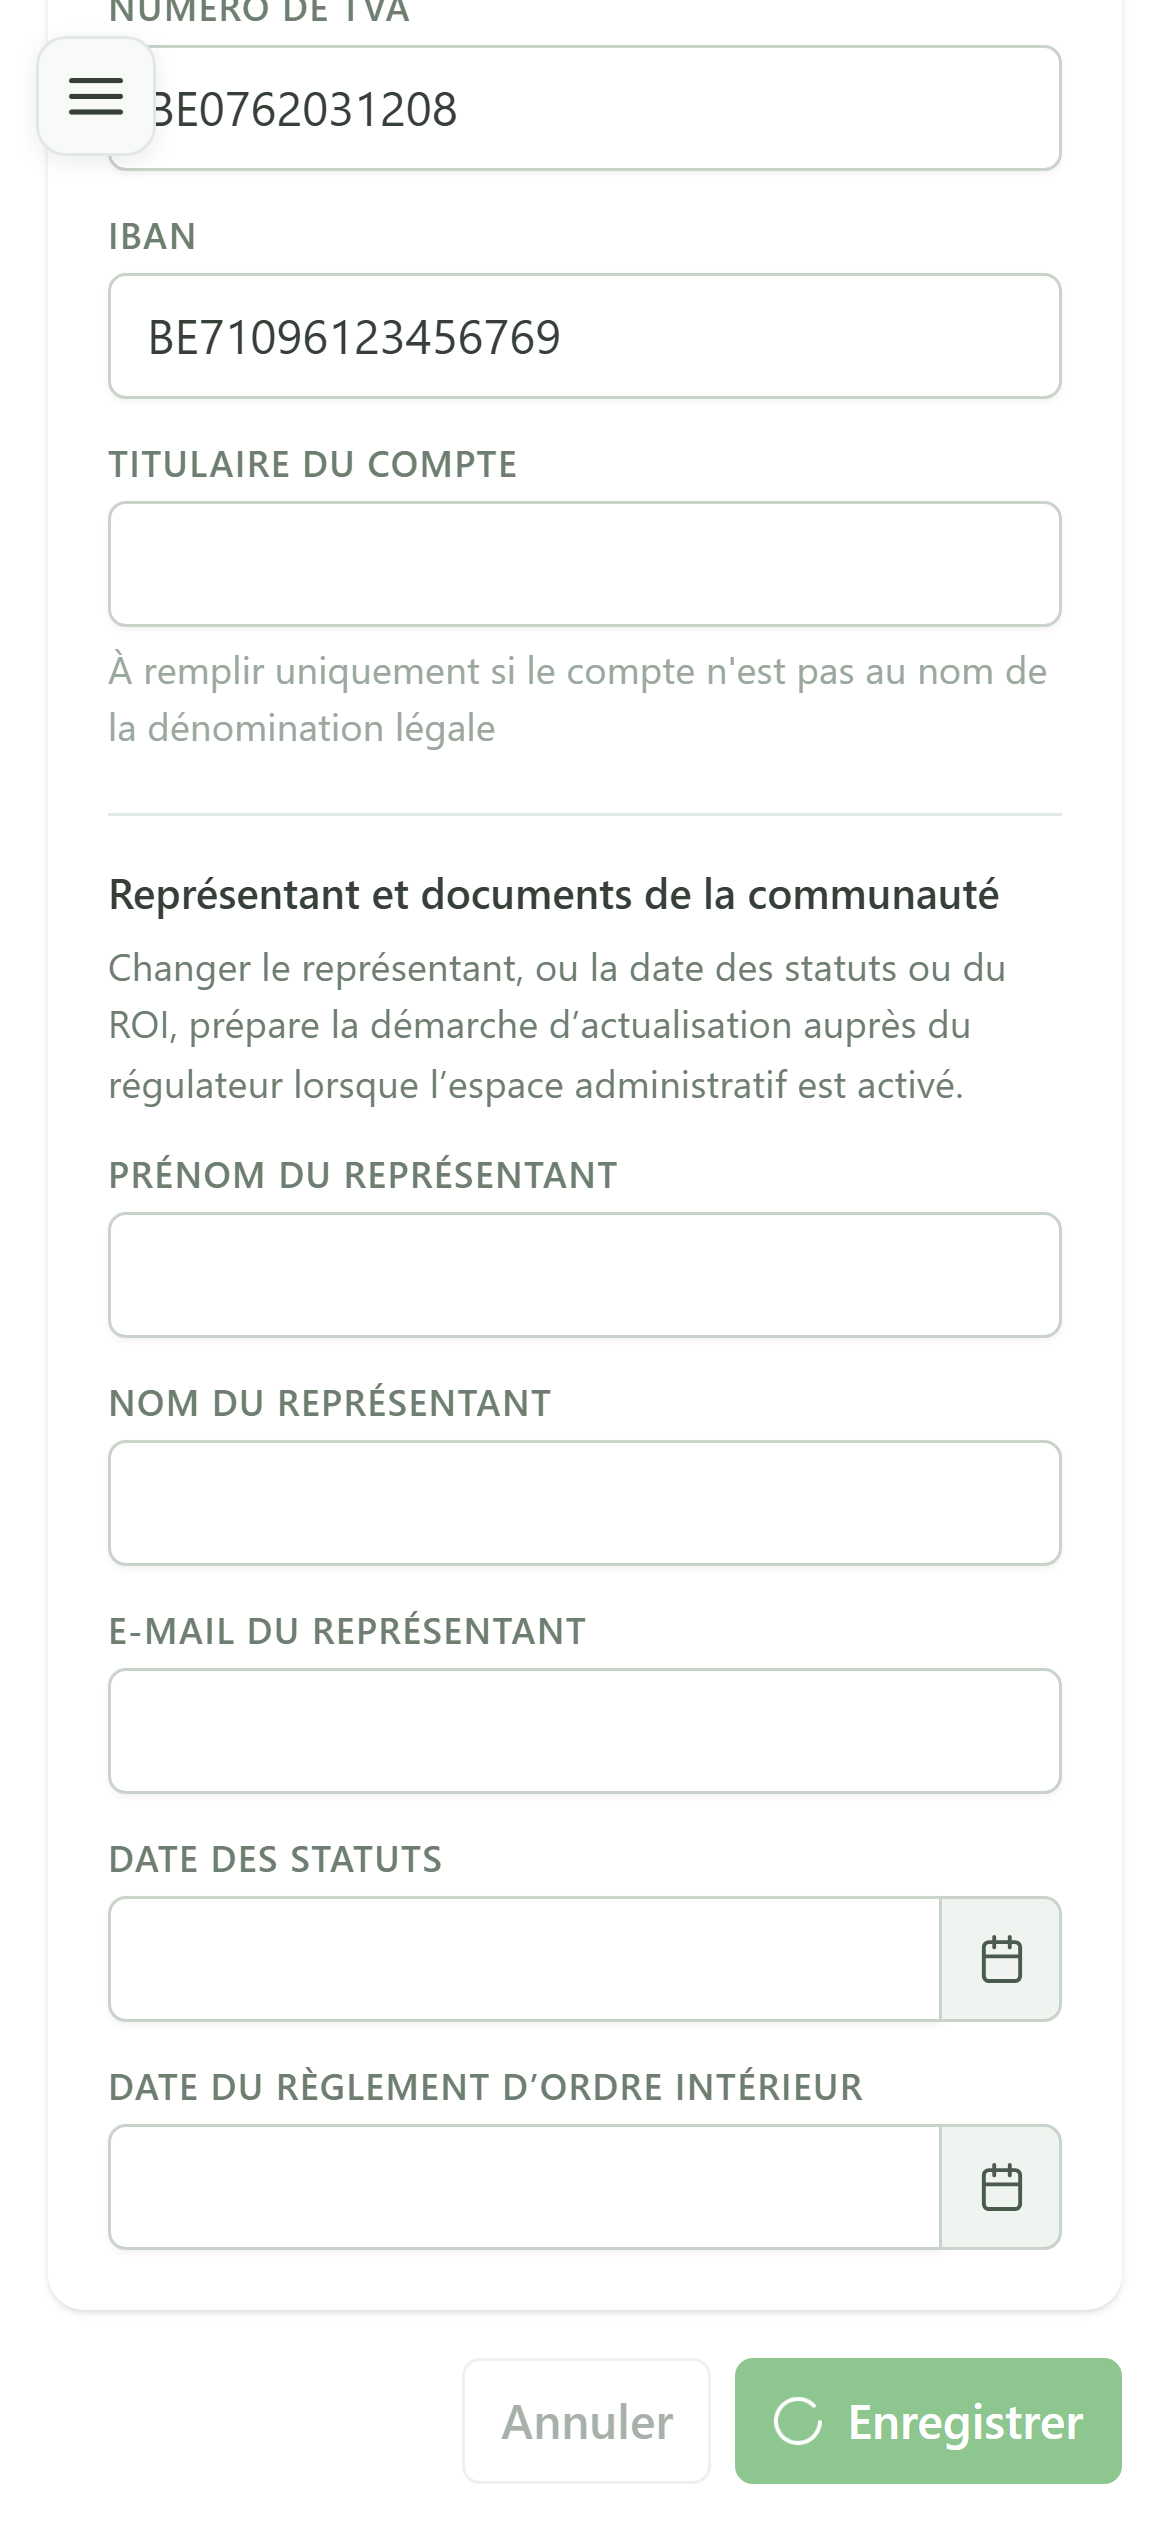 NUMÉRO DE TVA
BE0762031208
IBAN
BE71096123456769
TITULAIRE DU COMPTE
À remplir uniquement si le compte n'est pas au nom de
la dénomination légale
Représentant et documents de la communauté
Changer le représentant, ou la date des statuts ou du
ROI, prépare la démarche d’actualisation auprès du
régulateur lorsque l’espace administratif est activé.
PRÉNOM DU REPRÉSENTANT
NOM DU REPRÉSENTANT
E-MAIL DU REPRÉSENTANT
DATE DES STATUTS
DATE DU RÈGLEMENT D’ORDRE INTÉRIEUR
Annuler
Enregistrer